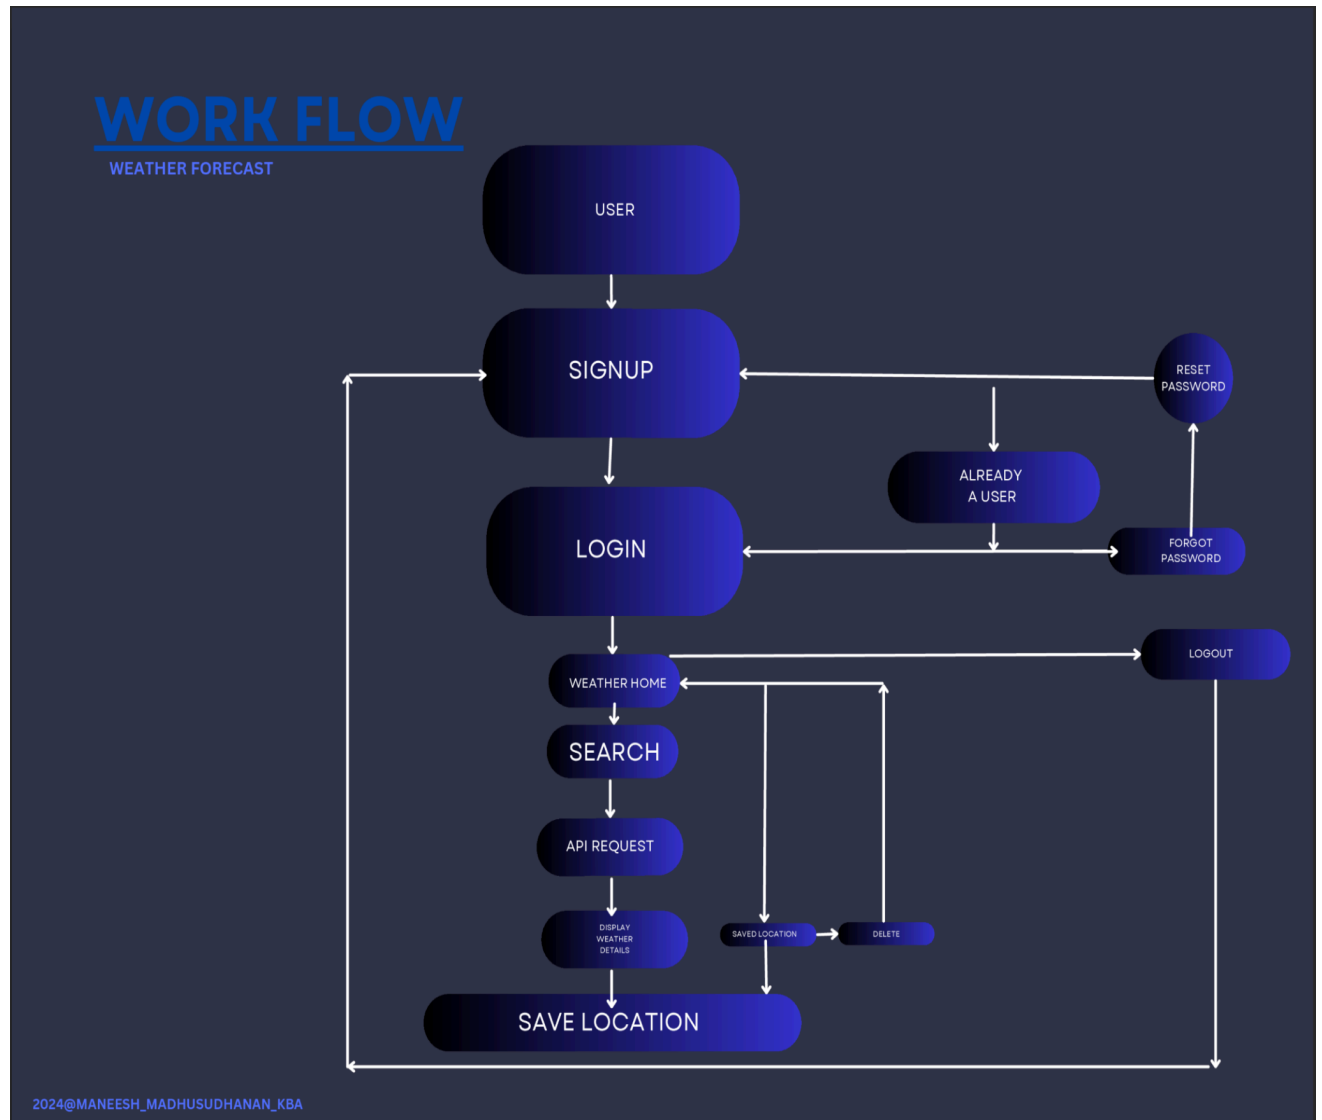 WORK FLOW
WEATHER FORECAST
USER
SIGNUP
RESET
PASSWORD
ALREADY
A USER
LOGIN
FORGOT
PASSWORD
LOGOUT
WEATHER HOME
SEARCH
API REQUEST
DISPLAY
WEATHER
DETAILS
SAVED LOCATION
DELETE
SAVE LOCATION
2024@MANEESH_MADHUSUDHANAN_KBA